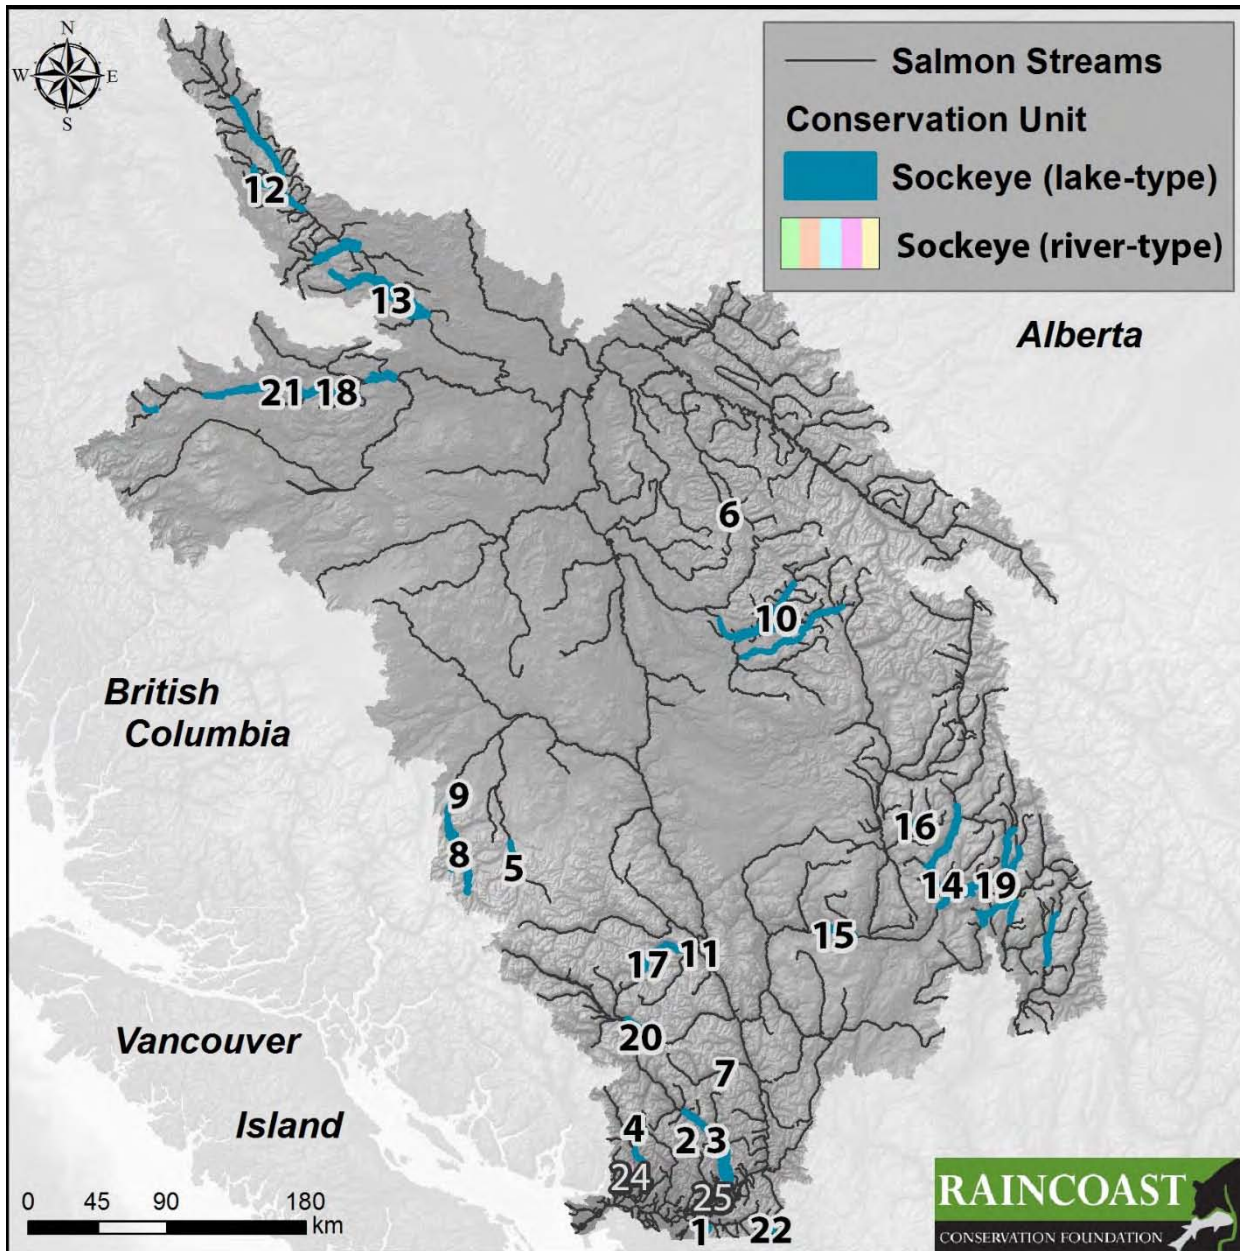 N
W E
S
Salmon Streams
Conservation Unit
Sockeye (lake-type)
Sockeye (river-type)
Alberta
12
13
21 18
6
10
British
Columbia
9
8 5
16
14 19
15
17 11
20
7
Vancouver
Island
4 2 3
24 25
1 22
0 45 90 180
km
RAINCOAST
CONSERVATION FOUNDATION